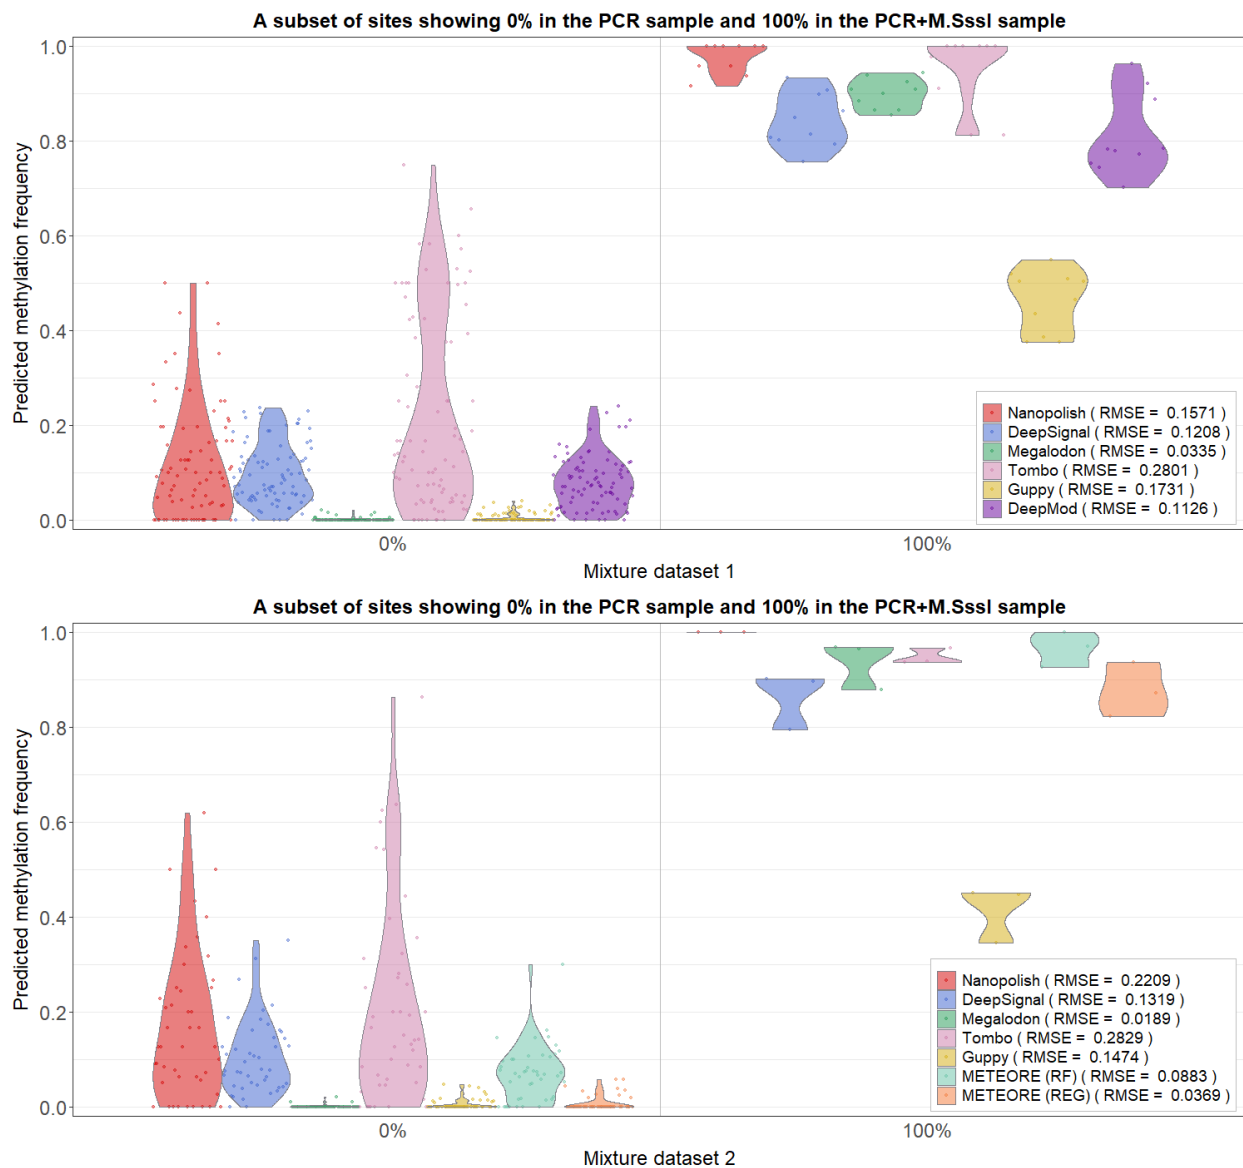 A subset of sites showing 0% in the PCR sample and 100% in the PCR+M.SssI sample
Predicted methylation frequency
1.0
0.8
0.6
0.4
0.2
0.0
Nanopolish ( RMSE = 0.1571 )
DeepSignal ( RMSE = 0.1208 )
Megalodon ( RMSE = 0.0335 )
Tombo ( RMSE = 0.2801 )
Guppy ( RMSE = 0.1731 )
DeepMod ( RMSE = 0.1126 )
0%
100%
Mixture dataset 1
A subset of sites showing 0% in the PCR sample and 100% in the PCR+M.SssI sample
Predicted methylation frequency
1.0
0.8
0.6
0.4
0.2
0.0
Nanopolish ( RMSE = 0.2209 )
DeepSignal ( RMSE = 0.1319 )
Megalodon ( RMSE = 0.0189 )
Tombo ( RMSE = 0.2829 )
Guppy ( RMSE = 0.1474 )
METEORE (RF) ( RMSE = 0.0883 )
METEORE (REG) ( RMSE = 0.0369 )
0%
100%
Mixture dataset 2